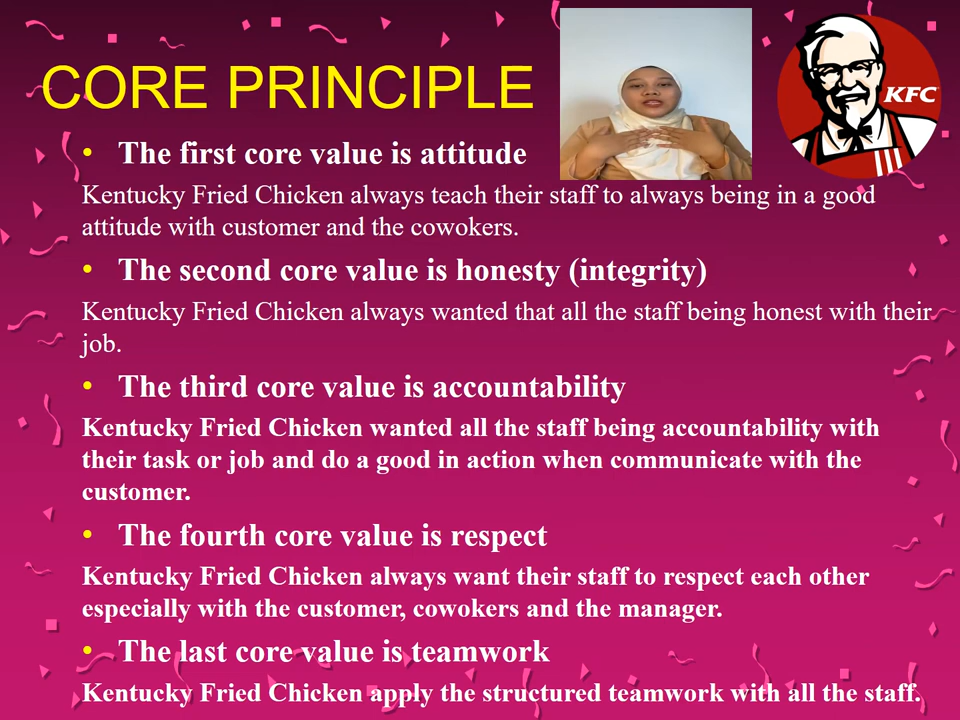 CORE PRINCIPLE
KFC
• The first core value is attitude
Kentucky Fried Chicken always teach their staff to always being in a good
attitude with customer and the cowokers.
• The second core value is honesty (integrity)
Kentucky Fried Chicken always wanted that all the staff being honest with their
job.
• The third core value is accountability
Kentucky Fried Chicken wanted all the staff being accountability with
their task or job and do a good in action when communicate with the
customer.
• The fourth core value is respect
Kentucky Fried Chicken always want their staff to respect each other
especially with the customer, cowokers and the manager.
• The last core value is teamwork
Kentucky Fried Chicken apply the structured teamwork with all the staff.